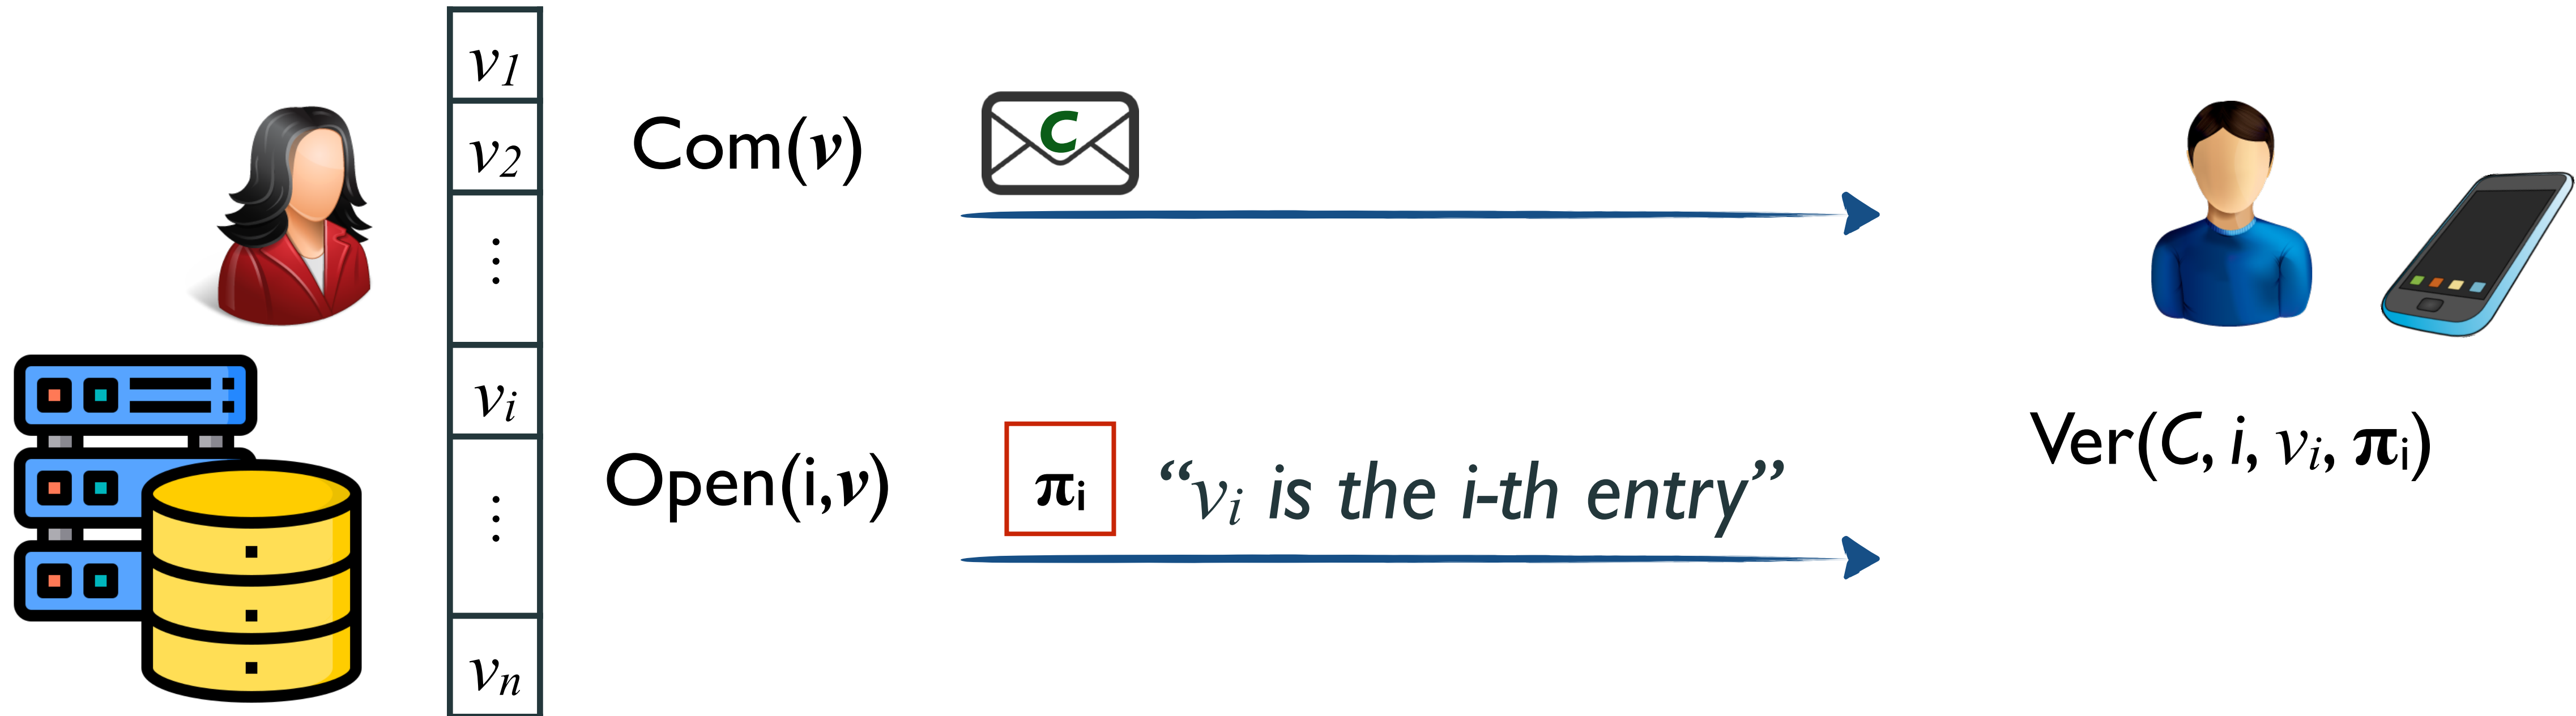 v1
v2
⋮
vi
⋮
vn
Com(v)
C
Open(i,v)
πi
“vi is the i-th entry”
Ver(C, i, vi, πi)